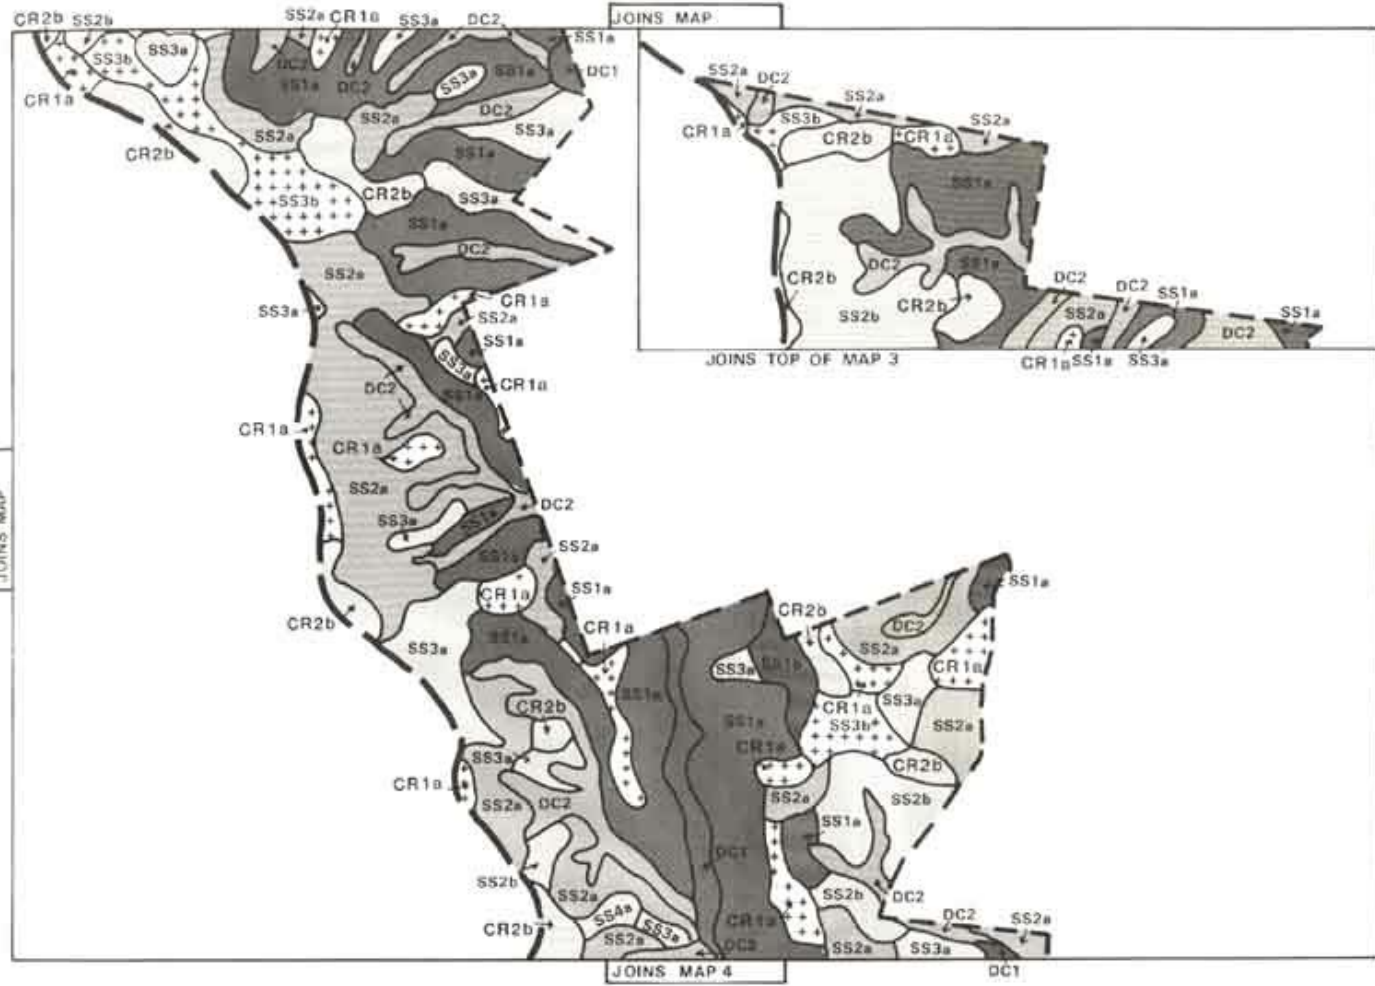 CR2b SS2b SS2a CR1a SS3a DC2 JOINS MAP
SS1a
SS3b SS3a DC2 SS1a DC1
SS1a DC2 SS3a
CR1a SS2a DC2
SS2a SS3a
CR2b SS1a
CR2b SS3a
SS3b SS1a
DC2
SS2a
CR1a
SS3a SS2a
SS1a
SS3a CR1a
DC2 SS1a
CR1a
CR1a
SS2a
SS3a SS1a DC2
SS1a SS2a
CR1a SS1a
CR2b SS1a CR1a
SS3a
CR2b
SS3a
CR1a SS2a DC2
SS2b SS2a
CR2b SS4a SS3a
SS2a DC2
SS1a SS3a SS1a
SS1a
CR1a
DC1
CR1a
CR2b SS1a
DC2
SS2a CR1a
CR1a SS3a
SS3b SS2a
CR2b
SS2a SS2b
SS1a
SS2b DC2
DC2 SS2a
SS2a SS3a
DC1
JOINS MAP 4
JOINS MAP
SS2a DC2 SS2a
CR1a SS3b CR2b CR1a SS2a
SS1a
DC2 SS1a
CR2b CR2b DC2 DC2 SS1a
SS2b SS2a SS1a
DC2
CR1a SS1a SS3a
JOINS TOP OF MAP 3